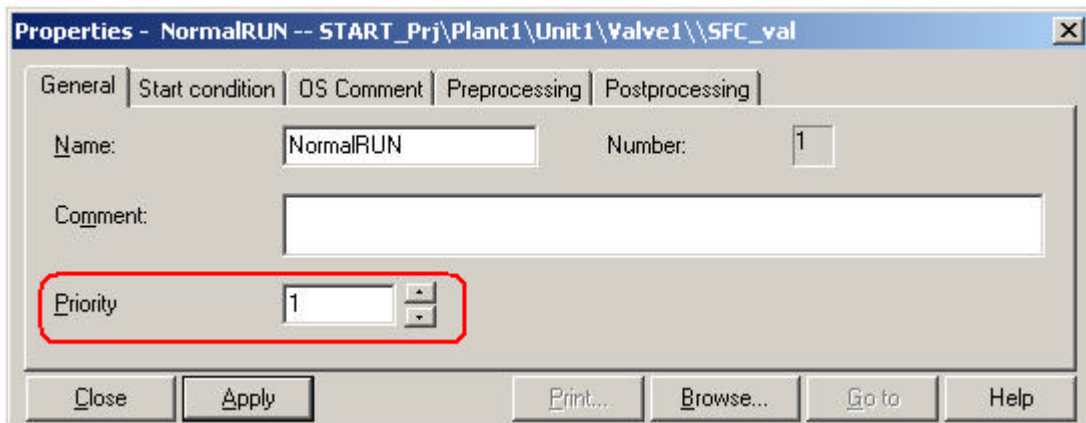 Properties - NormalRUN -- START_Prj\Plant1\Unit1\Valve1\\SFC_val
General Start condition OS Comment Preprocessing Postprocessing
Name: NormalRUN Number: 1
Comment:
Priority 1
Close Apply Print... Browse... Go to Help